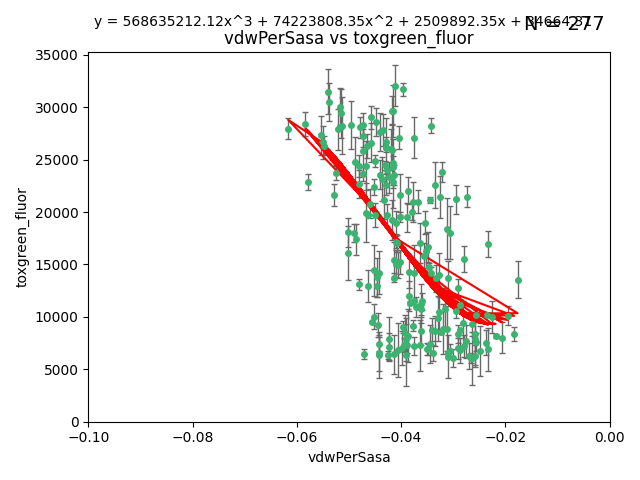 y = 568635212.12x^3 + 74223808.35x^2 + 2509892.35x +
N = 277
vdwPerSasa vs toxgreen_fluor
35000
30000
25000
20000
15000
10000
5000
0
toxgreen_fluor
−0.10 −0.08 −0.06 −0.04 −0.02 0.00
vdwPerSasa